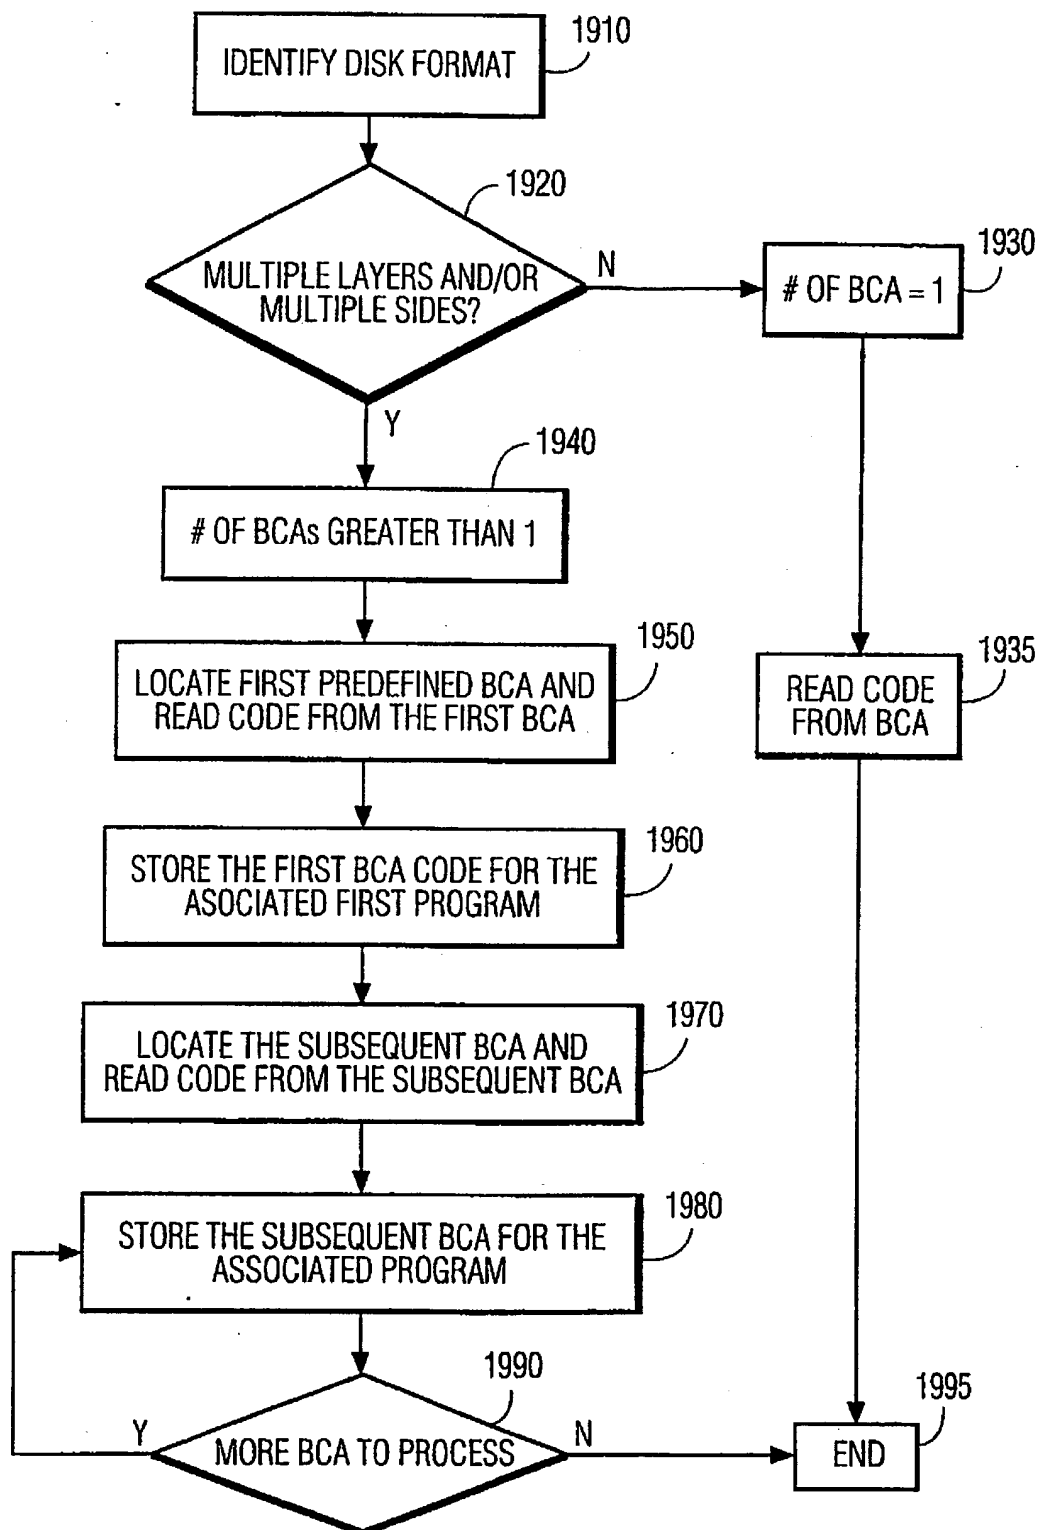 IDENTIFY DISK FORMAT
1910
1920
MULTIPLE LAYERS AND/OR
MULTIPLE SIDES?
N
1930
# OF BCA = 1
Y
1940
# OF BCAs GREATER THAN 1
1950
LOCATE FIRST PREDEFINED BCA AND
READ CODE FROM THE FIRST BCA
1935
READ CODE
FROM BCA
1960
STORE THE FIRST BCA CODE FOR THE
ASOCIATED FIRST PROGRAM
1970
LOCATE THE SUBSEQUENT BCA AND
READ CODE FROM THE SUBSEQUENT BCA
1980
STORE THE SUBSEQUENT BCA FOR THE
ASSOCIATED PROGRAM
1990
Y
MORE BCA TO PROCESS
N
1995
END